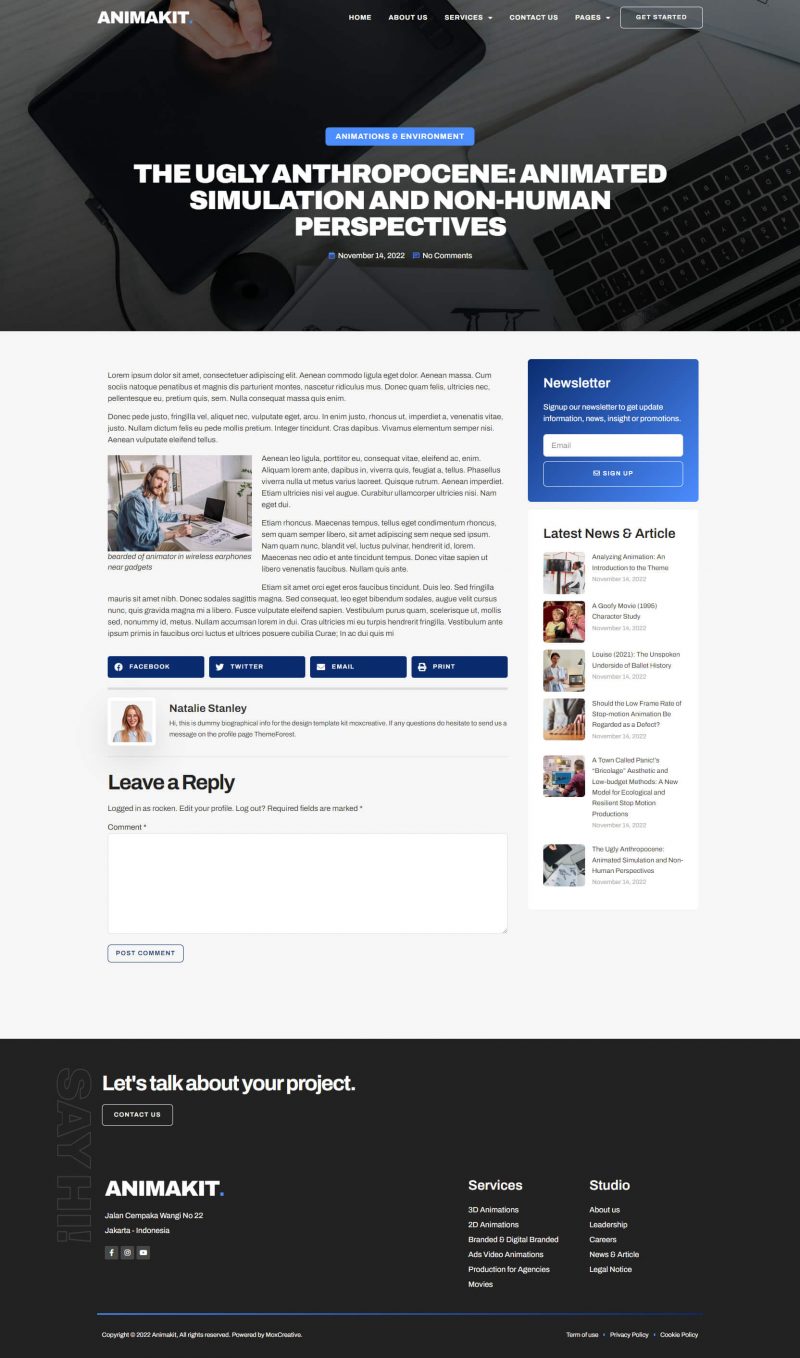 ANIMAKIT.
HOME
ABOUT US
SERVICES
CONTACT US
PAGES
GET STARTED
ANIMATIONS & ENVIRONMENT
THE UGLY ANTHROPOCENE: ANIMATED
SIMULATION AND NON-HUMAN
PERSPECTIVES
November 14, 2022
No Comments
Lorem ipsum dolor sit amet, consectetuer adipiscing elit. Aenean commodo ligula eget dolor. Aenean massa. Cum
sociis natoque penatibus et magnis dis parturient montes, nascetur ridiculus mus. Donec quam felis, ultricies nec,
pellentesque eu, pretium quis, sem. Nulla consequat massa quis enim.
Donec pede justo, fringilla vel, aliquet nec, vulputate eget, arcu. In enim justo, rhoncus ut, imperdiet a, venenatis vitae,
justo. Nullam dictum felis eu pede mollis pretium. Integer tincidunt. Cras dapibus. Vivamus elementum semper nisi.
Aenean vulputate eleifend tellus.
Aenean leo ligula, porttitor eu, consequat vitae, eleifend ac, enim.
Aliquam lorem ante, dapibus in, viverra quis, feugiat a, tellus. Phasellus
viverra nulla ut metus varius laoreet. Quisque rutrum. Aenean imperdiet.
Etiam ultricies nisi vel augue. Curabitur ullamcorper ultricies nisi. Nam
eget dui.
bearded of animator in wireless earphones
near gadgets
Etiam rhoncus. Maecenas tempus, tellus eget condimentum rhoncus,
sem quam semper libero, sit amet adipiscing sem neque sed ipsum.
Nam quam nunc, blandit vel, luctus pulvinar, hendrerit id, lorem.
Maecenas nec odio et ante tincidunt tempus. Donec vitae sapien ut
libero venenatis faucibus. Nullam quis ante.
Etiam sit amet orci eget eros faucibus tincidunt. Duis leo. Sed fringilla
mauris sit amet nibh. Donec sodales sagittis magna. Sed consequat, leo eget bibendum sodales, augue velit cursus
nunc, quis gravida magna mi a libero. Fusce vulputate eleifend sapien. Vestibulum purus quam, scelerisque ut, mollis
sed, nonummy id, metus. Nullam accumsan lorem in dui. Cras ultricies mi eu turpis hendrerit fringilla. Vestibulum ante
ipsum primis in faucibus orci luctus et ultrices posuere cubilia Curae; In ac dui quis mi
FACEBOOK
TWITTER
EMAIL
PRINT
Natalie Stanley
Hi, this is dummy biographical info for the design template kit moxcreative. If any questions do hesitate to send us a
message on the profile page ThemeForest.
Leave a Reply
Logged in as rocken. Edit your profile. Log out? Required fields are marked *
Comment *
POST COMMENT
Newsletter
Signup our newsletter to get update
information, news, insight or promotions.
Email
SIGN UP
Latest News & Article
Analyzing Animation: An
Introduction to the Theme
November 14, 2022
A Goofy Movie (1995)
Character Study
November 14, 2022
Louise (2021): The Unspoken
Underside of Ballet History
November 14, 2022
Should the Low Frame Rate of
Stop-motion Animation Be
Regarded as a Defect?
November 14, 2022
A Town Called Panic!'s
"Bricolago" Aesthetic and
Low-budget Methods: A New
Model for Ecological and
Resilient Stop Motion
Productions
November 14, 2022
The Ugly Anthropocene:
Animated Simulation and Non-
Human Perspectives
November 14, 2022
SAY HI!
Let's talk about your project.
CONTACT US
ANIMAKIT.
Jalan Cempaka Wangi No 22
Jakarta - Indonesia
Services
3D Animations
2D Animations
Branded & Digital Branded
Ads Video Animations
Production for Agencies
Movies
Studio
About us
Leadership
Careers
News & Article
Legal Notice
Copyright © 2022 Animakit, All rights reserved. Powered by MoxCreative.
Term of use
Privacy Policy
Cookie Policy